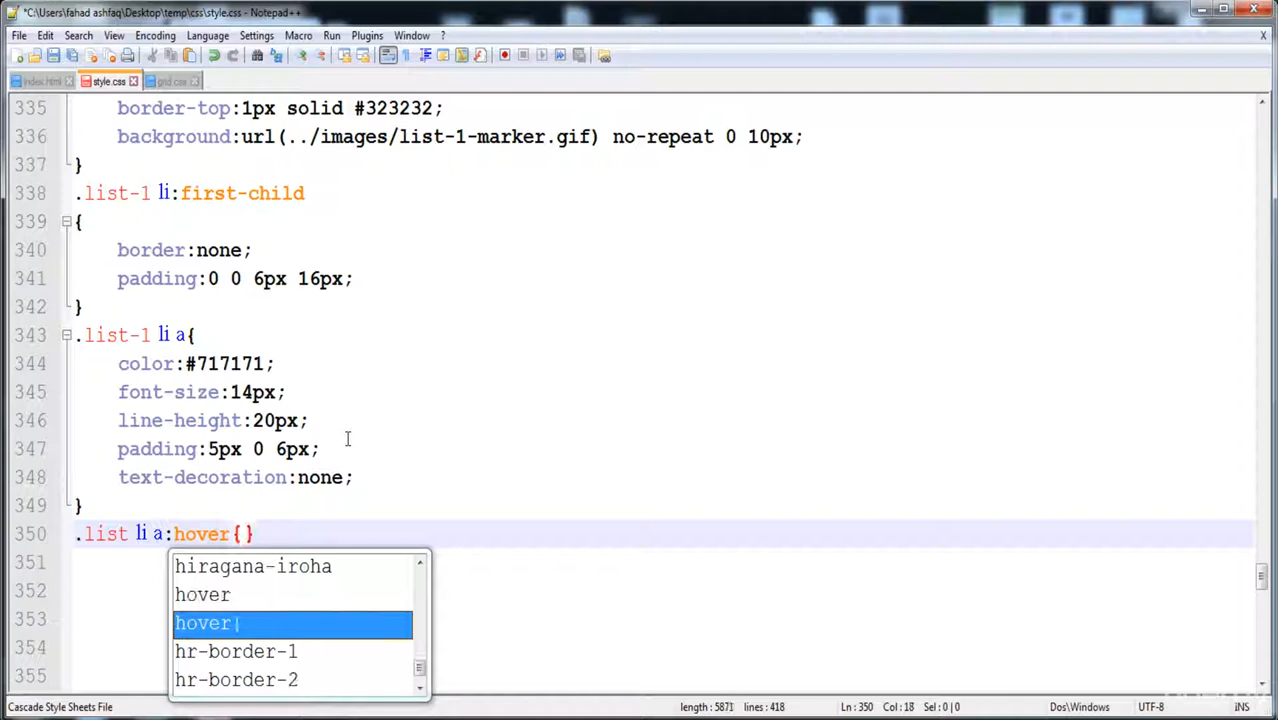 *C:\Users\fahad ashfaq\Desktop\temp\css\style.css - Notepad++
File Edit Search View Encoding Language Settings Macro Run Plugins Window ? X
index.html style.css grid.css
335 border-top:1px solid #323232;
336 background:url(../images/list-1-marker.gif) no-repeat 0 10px;
337 }
338 .list-1 li:first-child
339 {
340 border:none;
341 padding:0 0 6px 16px;
342 }
343 .list-1 li a{
344 color:#717171;
345 font-size:14px;
346 line-height:20px;
347 padding:5px 0 6px;
348 text-decoration:none;
349 }
350 .list li a:hover{}
351 hiragana-iroha
352 hover
353 hover|
354 hr-border-1
355 hr-border-2
Cascade Style Sheets File length : 5871 lines : 418 Ln : 350 Col : 18 Sel : 0 | 0 Dos\Windows UTF-8 INS